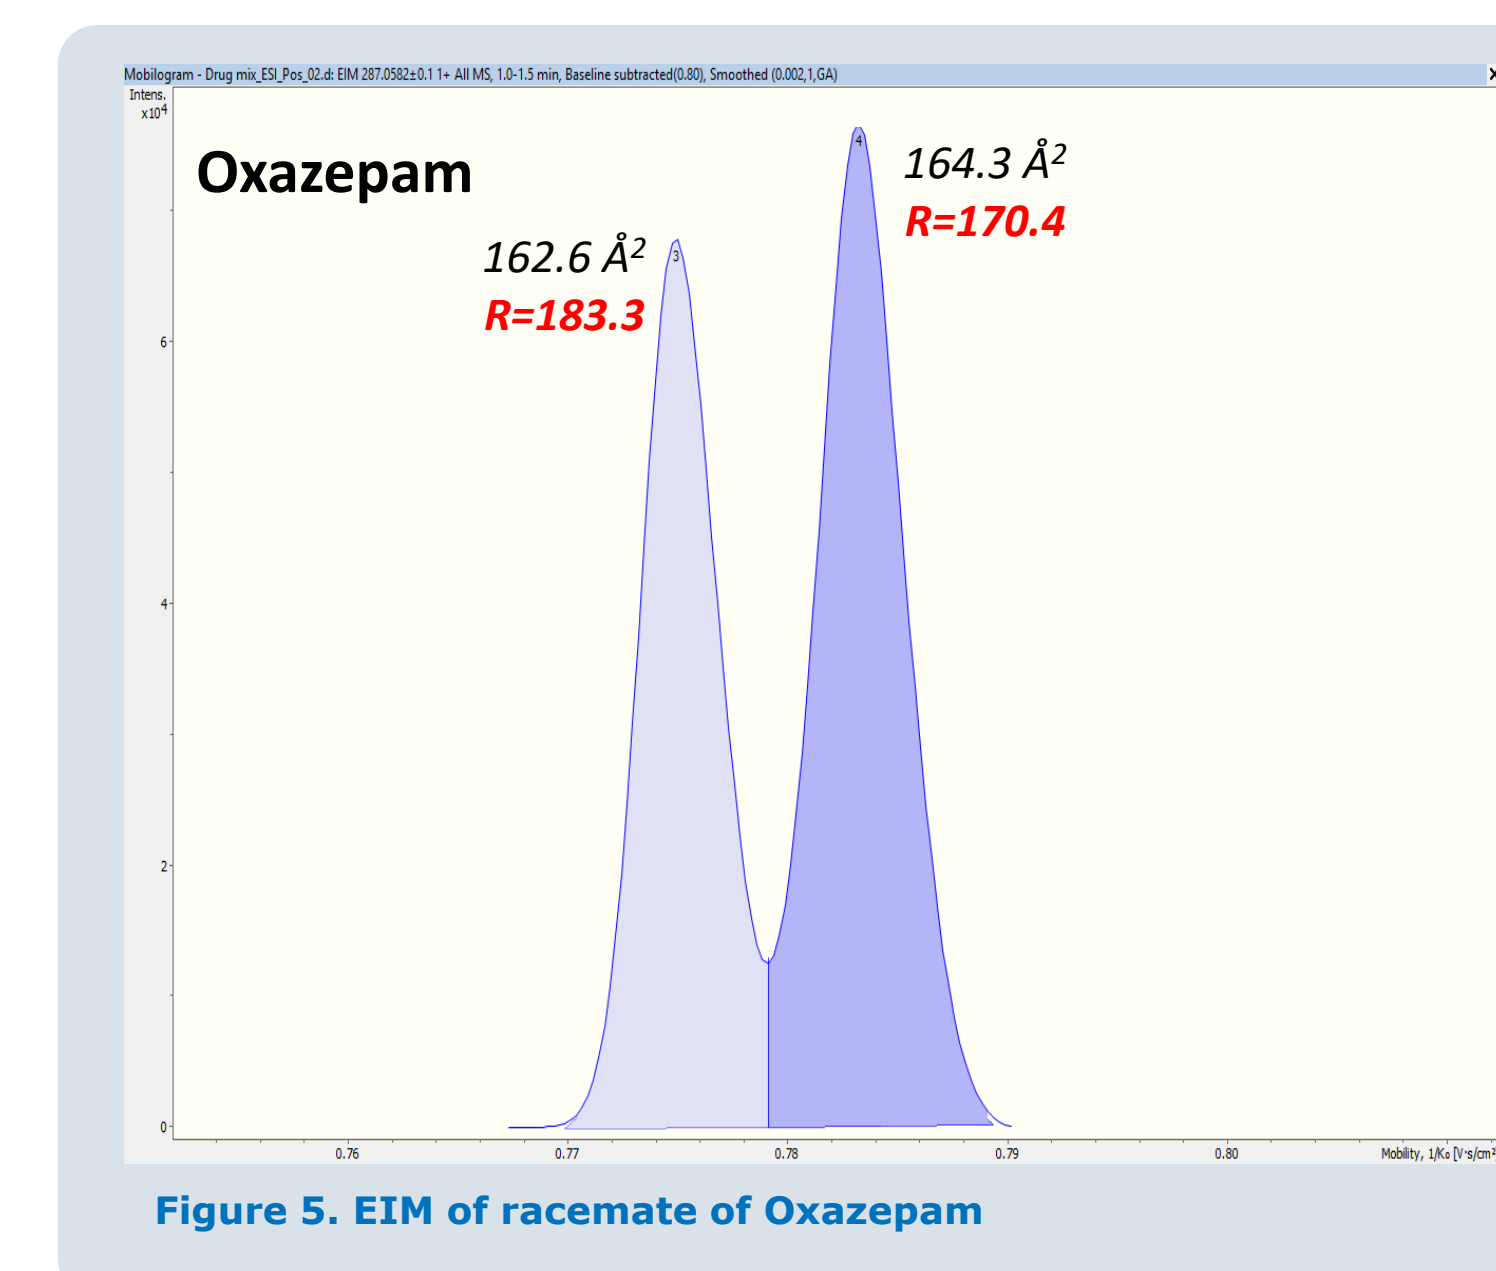 Mobilogram - Drug mix_ESI_Pos_02.d: EIM 287.0582±0.1 1+ All MS, 1.0-1.5 min, Baseline subtracted(0.80), Smoothed (0.002,1,GA)
Intens.
x10⁴
Oxazepam
4
164.3 Å²
R=170.4
3
162.6 Å²
R=183.3
6
4
2
0
0.76 0.77 0.78 0.79 0.80 Mobility, 1/K₀ [V·s/cm²
Figure 5. EIM of racemate of Oxazepam